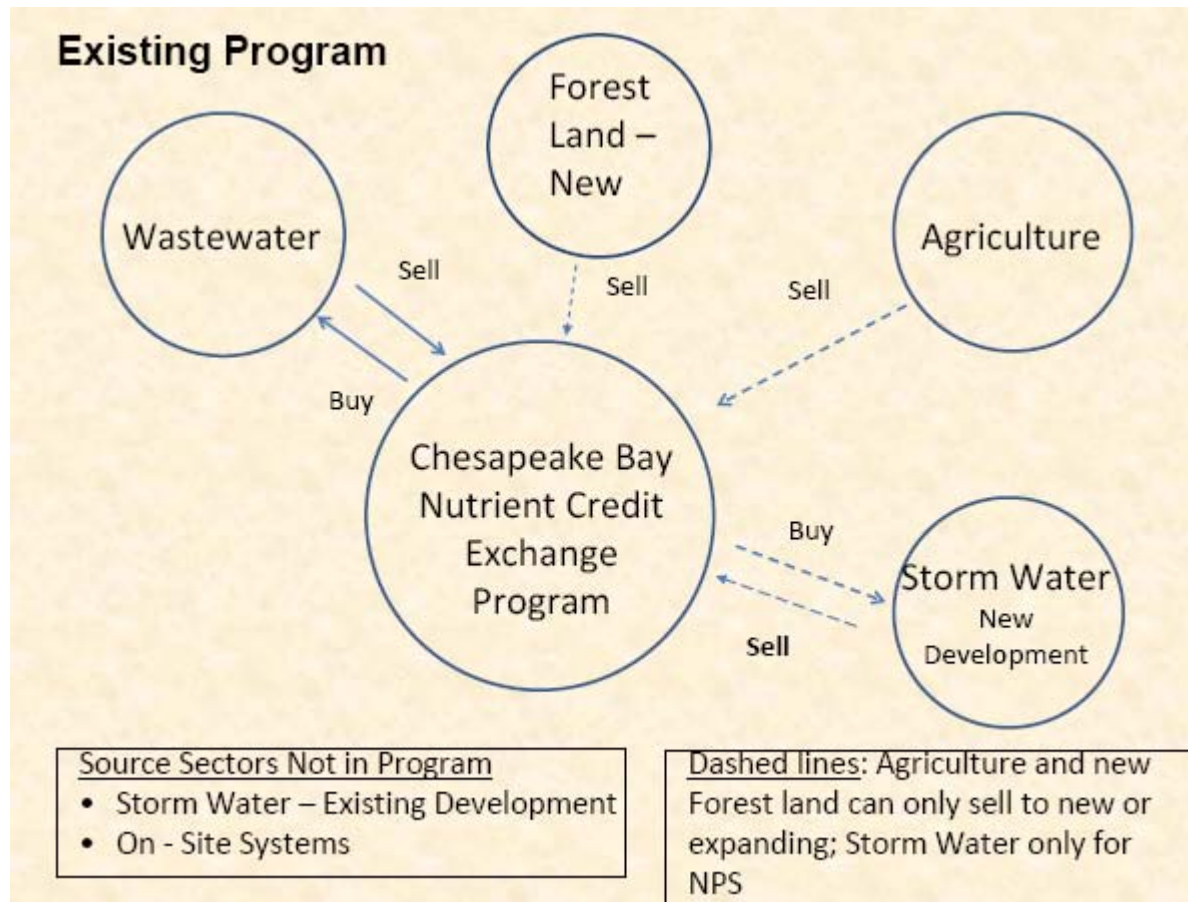 Existing Program
Forest
Land –
New
Wastewater
Agriculture
Sell
Sell
Sell
Buy
Chesapeake Bay
Nutrient Credit
Exchange
Program
Buy
Sell
Storm Water
New
Development
Source Sectors Not in Program
• Storm Water – Existing Development
• On - Site Systems
Dashed lines: Agriculture and new
Forest land can only sell to new or
expanding; Storm Water only for
NPS